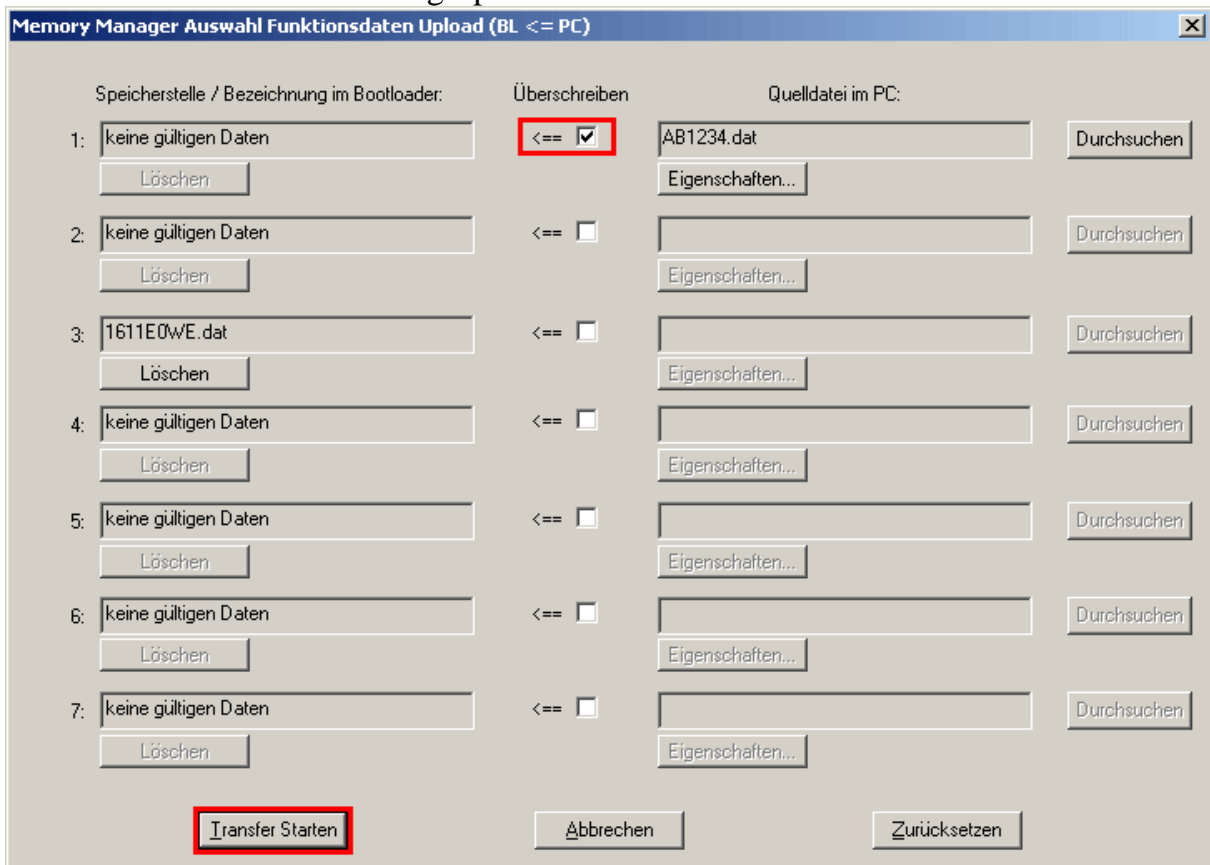 Memory Manager Auswahl Funktionsdaten Upload (BL <= PC)
Speicherstelle / Bezeichnung im Bootloader: Überschreiben Quelldatei im PC:
1: keine gültigen Daten <== AB1234.dat Durchsuchen
Löschen Eigenschaften...
2: keine gültigen Daten <== Durchsuchen
Löschen Eigenschaften...
3: 1611E0WE.dat <== Durchsuchen
Löschen Eigenschaften...
4: keine gültigen Daten <== Durchsuchen
Löschen Eigenschaften...
5: keine gültigen Daten <== Durchsuchen
Löschen Eigenschaften...
6: keine gültigen Daten <== Durchsuchen
Löschen Eigenschaften...
7: keine gültigen Daten <== Durchsuchen
Löschen Eigenschaften...
Transfer Starten Abbrechen Zurücksetzen